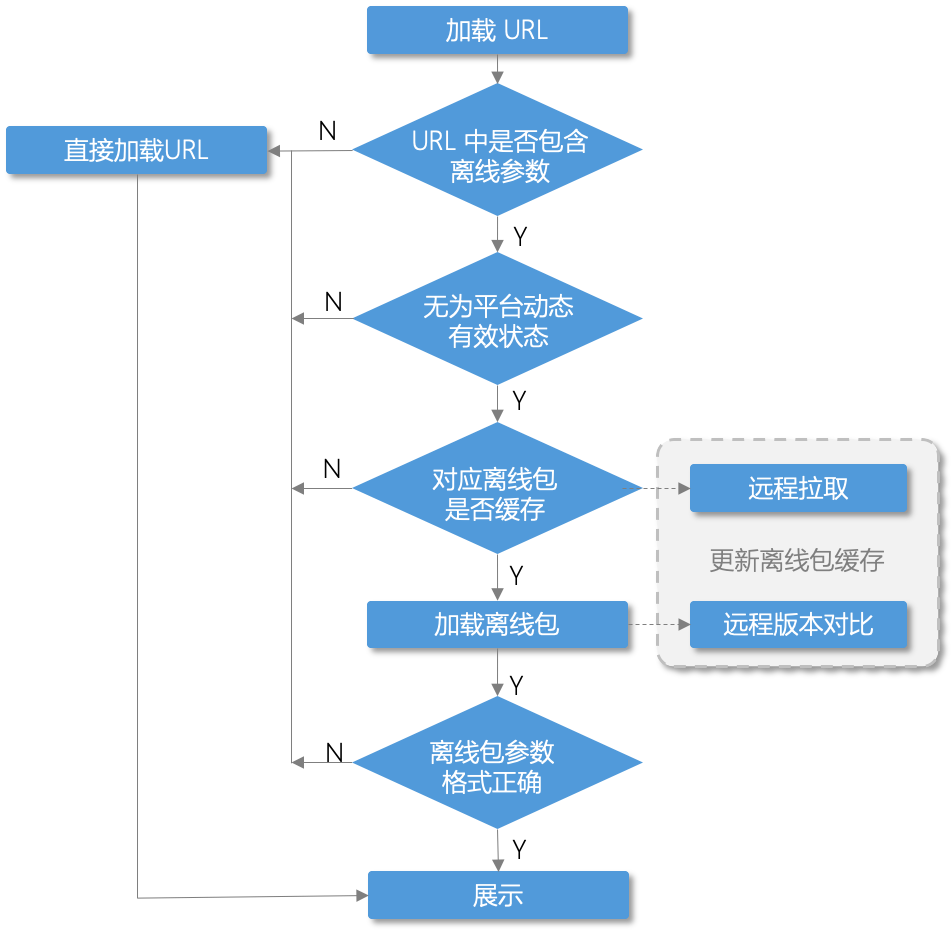 加载 URL
N
直接加载URL
URL 中是否包含
离线参数
Y
N
无为平台动态
有效状态
Y
N
对应离线包
是否缓存
远程拉取
更新离线包缓存
Y
加载离线包
远程版本对比
Y
N
离线包参数
格式正确
Y
展示